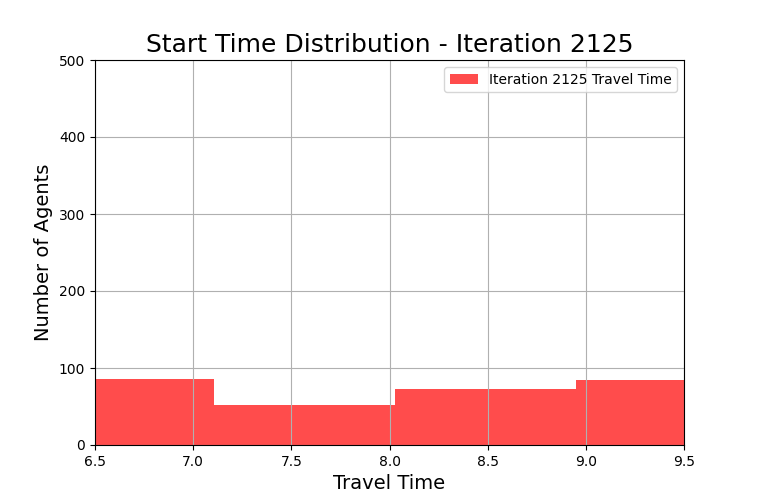 Start Time Distribution - Iteration 2125
500
400
300
200
100
0
Number of Agents
Iteration 2125 Travel Time
6.5 7.0 7.5 8.0 8.5 9.0 9.5
Travel Time